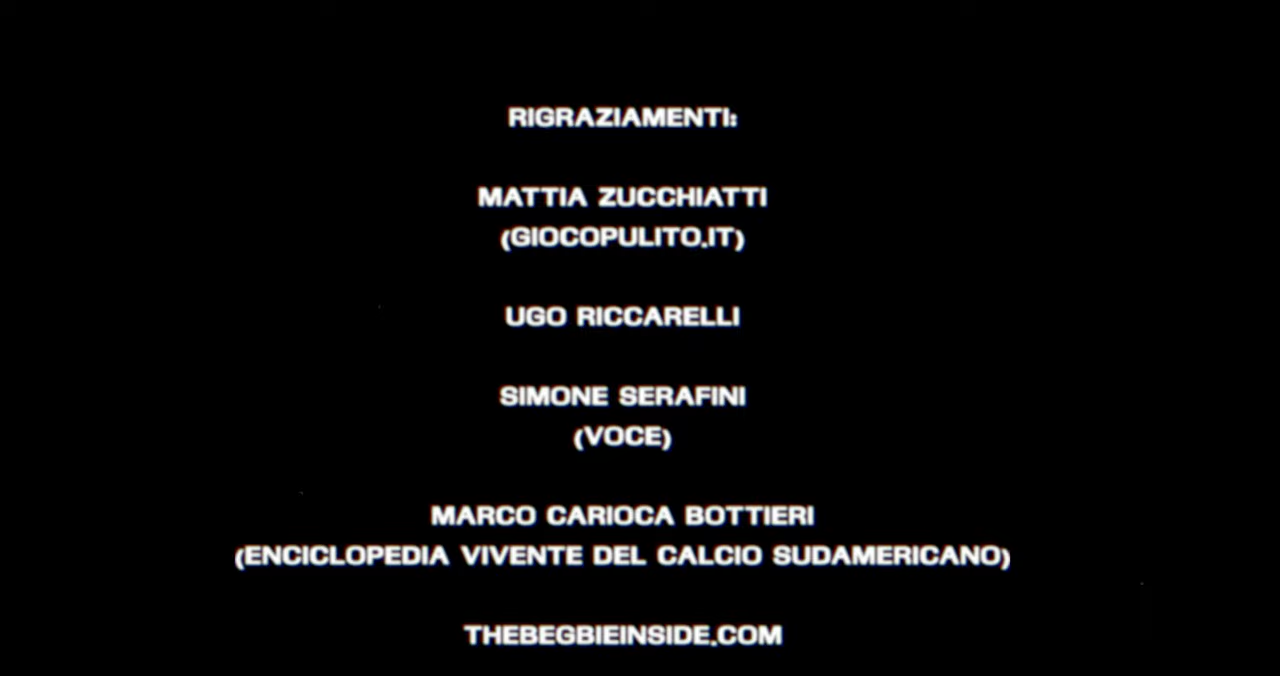 RIGRAZIAMENTI:
MATTIA ZUCCHIATTI
(GIOCOPULITO.IT)
UGO RICCARELLI
SIMONE SERAFINI
(VOCE)
MARCO CARIOCA BOTTIERI
(ENCICLOPEDIA VIVENTE DEL CALCIO SUDAMERICANO)
THEBEGBIEINSIDE.COM